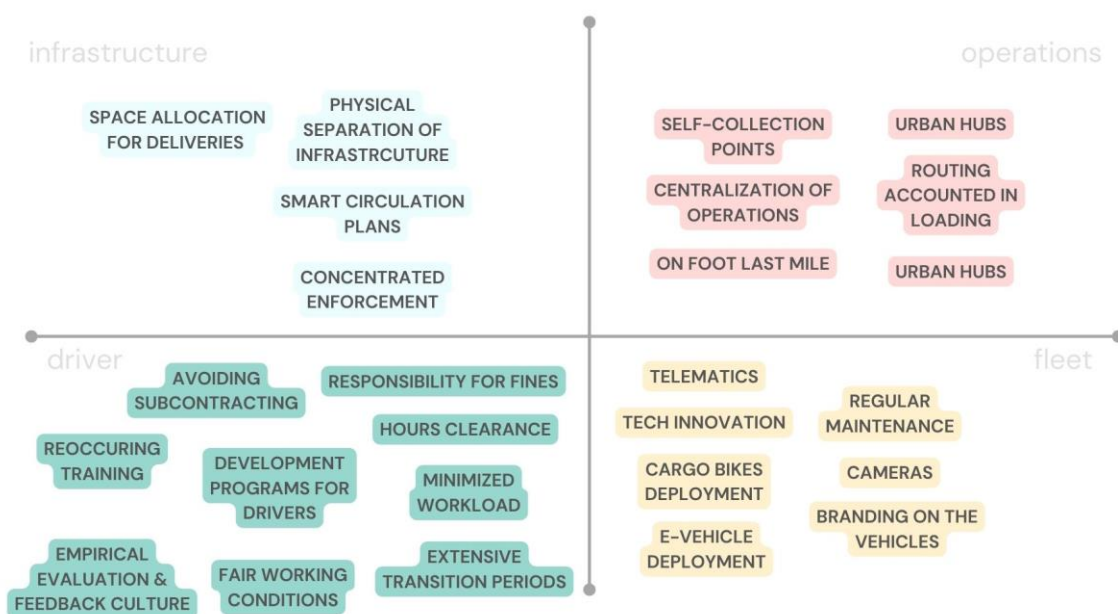 infrastructure
SPACE ALLOCATION
FOR DELIVERIES
PHYSICAL
SEPARATION OF
INFRASTRCUTURE
SMART CIRCULATION
PLANS
CONCENTRATED
ENFORCEMENT
operations
SELF-COLLECTION
POINTS
URBAN HUBS
CENTRALIZATION OF
OPERATIONS
ROUTING
ACCOUNTED IN
LOADING
ON FOOT LAST MILE
URBAN HUBS
driver
AVOIDING
SUBCONTRACTING
RESPONSIBILITY FOR FINES
HOURS CLEARANCE
REOCCURING
TRAINING
DEVELOPMENT
PROGRAMS FOR
DRIVERS
MINIMIZED
WORKLOAD
EMPIRICAL
EVALUATION &
FEEDBACK CULTURE
FAIR WORKING
CONDITIONS
EXTENSIVE
TRANSITION PERIODS
fleet
TELEMATICS
REGULAR
MAINTENANCE
TECH INNOVATION
CARGO BIKES
DEPLOYMENT
CAMERAS
BRANDING ON THE
VEHICLES
E-VEHICLE
DEPLOYMENT